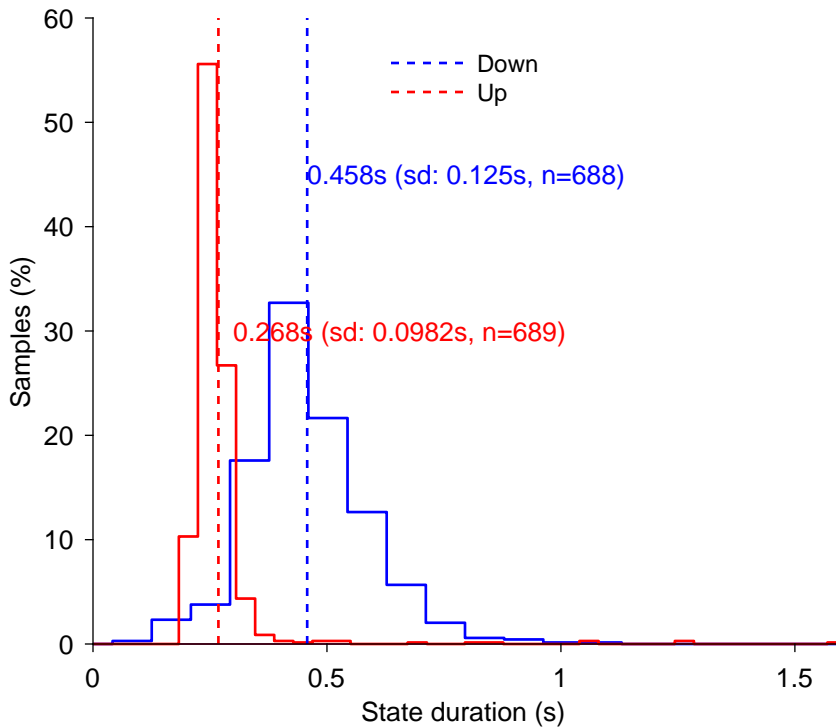 60
50
40
30
20
10
0
Samples (%)
Down
Up
0.458s (sd: 0.125s, n=688)
0.268s (sd: 0.0982s, n=689)
0
0.5
1
1.5
State duration (s)